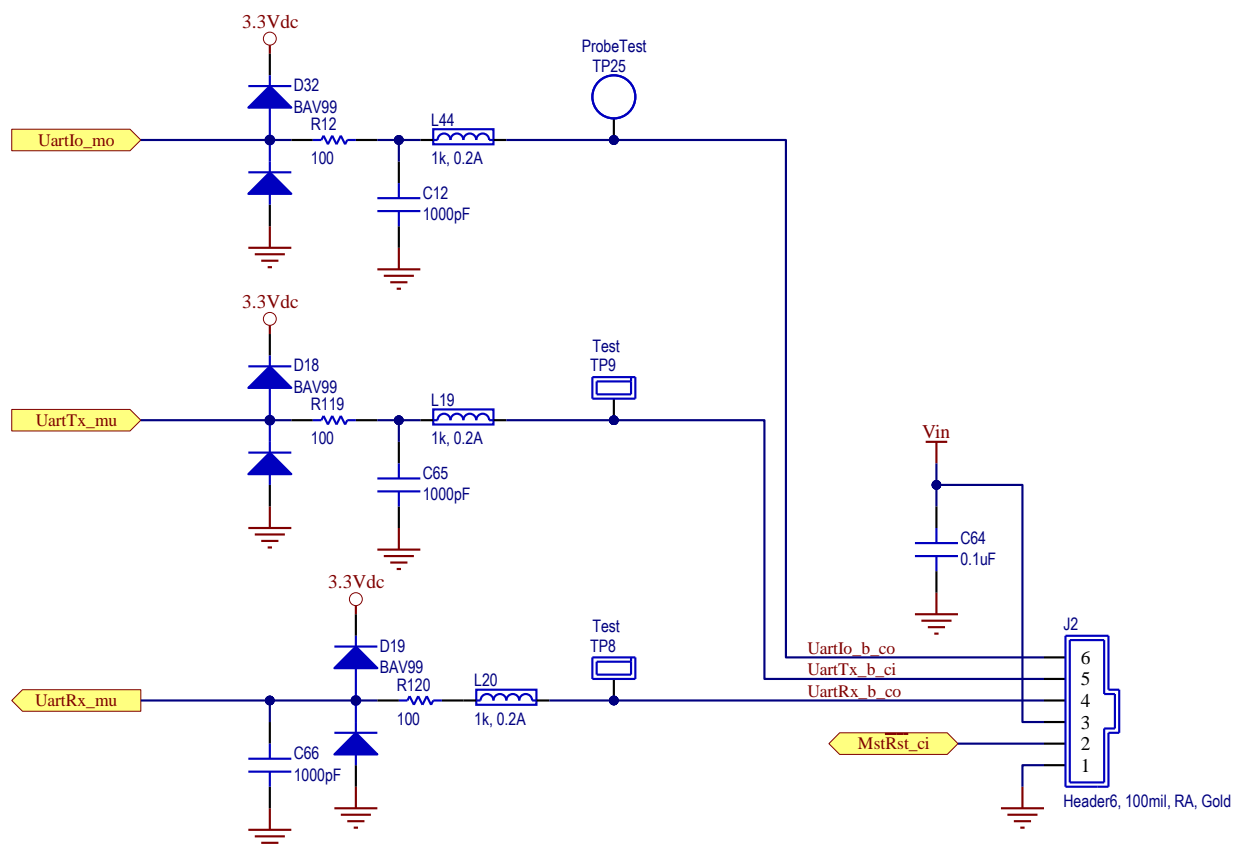 3.3Vdc
D32
BAV99
UartIo_mo
R12
100
L44
1k, 0.2A
C12
1000pF
ProbeTest
TP25
3.3Vdc
D18
BAV99
UartTx_mu
R119
100
L19
1k, 0.2A
C65
1000pF
Test
TP9
Vin
C64
0.1uF
3.3Vdc
D19
BAV99
UartRx_mu
R120
100
L20
1k, 0.2A
C66
1000pF
Test
TP8
J2
UartIo_b_co
6
UartTx_b_ci
5
UartRx_b_co
4
3
MstRst_ci
2
1
Header6, 100mil, RA, Gold